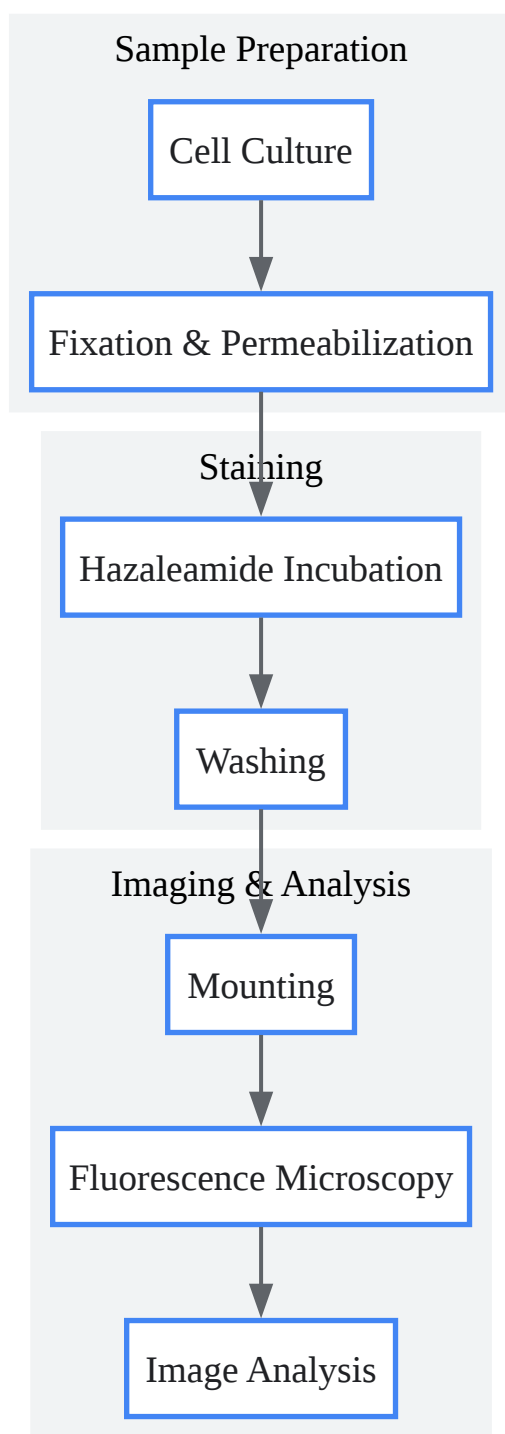 Sample Preparation
Cell Culture
Fixation & Permeabilization
Staining
Hazaleamide Incubation
Washing
Imaging & Analysis
Mounting
Fluorescence Microscopy
Image Analysis